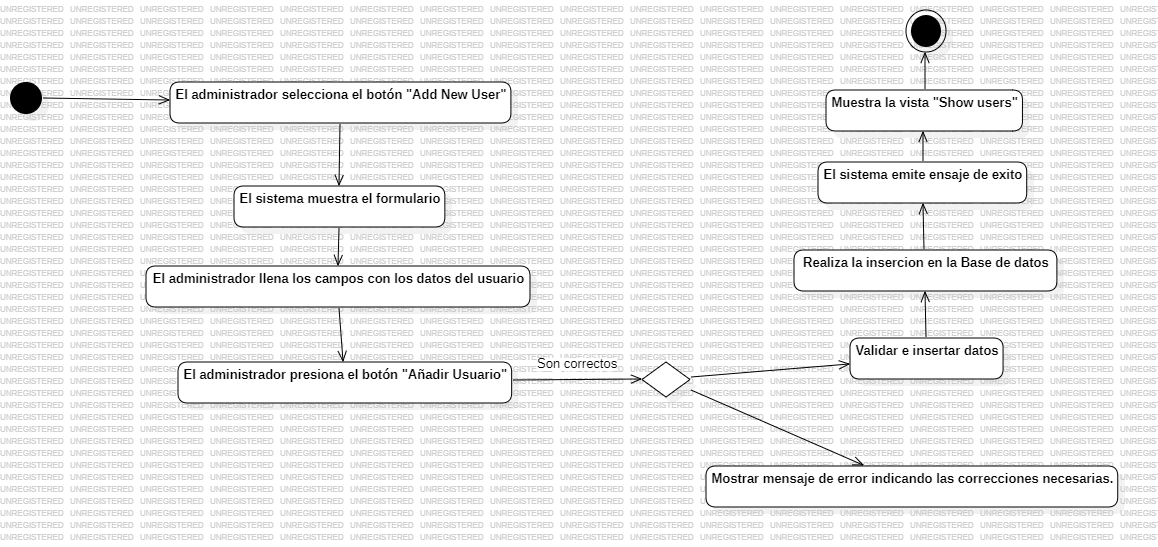 El administrador selecciona el botón "Add New User"
El sistema muestra el formulario
El administrador llena los campos con los datos del usuario
El administrador presiona el botón "Añadir Usuario"
Son correctos
Validar e insertar datos
Realiza la insercion en la Base de datos
El sistema emite ensaje de exito
Muestra la vista "Show users"
Mostrar mensaje de error indicando las correcciones necesarias.
UNREGISTERED